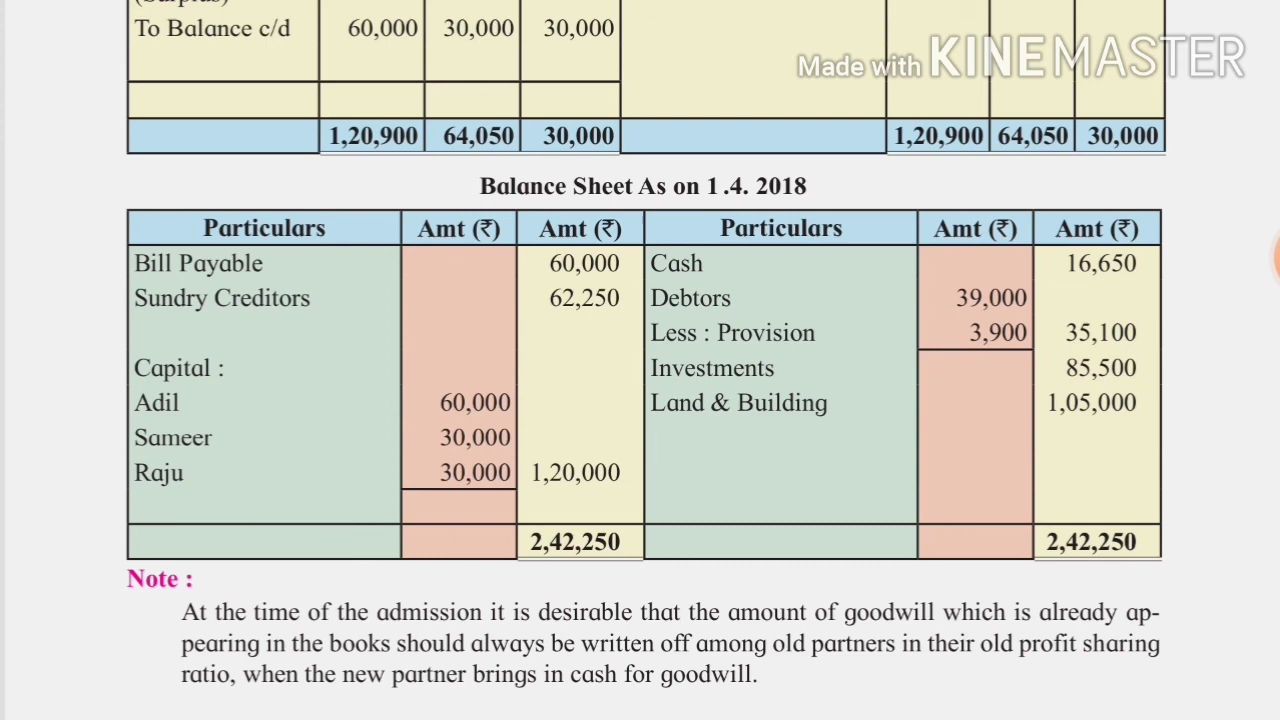 (Surplus)
To Balance c/d 60,000 30,000 30,000
Made with KINEMASTER
1,20,900 64,050 30,000 1,20,900 64,050 30,000
Balance Sheet As on 1.4. 2018
Particulars Amt (₹) Amt (₹) Particulars Amt (₹) Amt (₹)
Bill Payable 60,000 Cash 16,650
Sundry Creditors 62,250 Debtors 39,000
Less : Provision 3,900 35,100
Capital : Investments 85,500
Adil 60,000 Land & Building 1,05,000
Sameer 30,000
Raju 30,000 1,20,000
2,42,250 2,42,250
Note :
At the time of the admission it is desirable that the amount of goodwill which is already ap-
pearing in the books should always be written off among old partners in their old profit sharing
ratio, when the new partner brings in cash for goodwill.